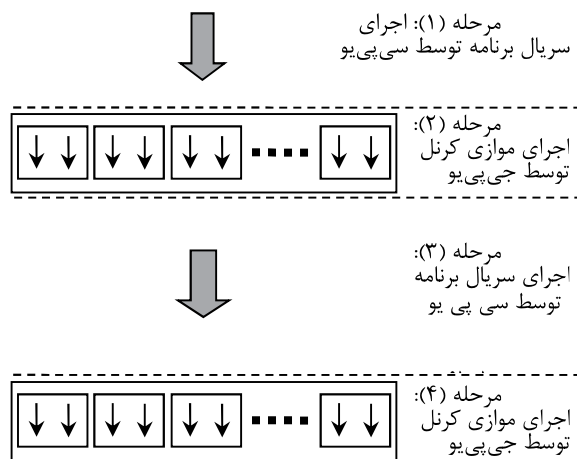 مرحله (۱): اجرای
سریال برنامه توسط سی‌پی‌یو
مرحله (۲):
اجرای موازی کرنل
توسط جی‌پی‌یو
مرحله (۳):
اجرای سریال برنامه
توسط سی پی یو
مرحله (۴):
اجرای موازی کرنل
توسط جی‌پی‌یو